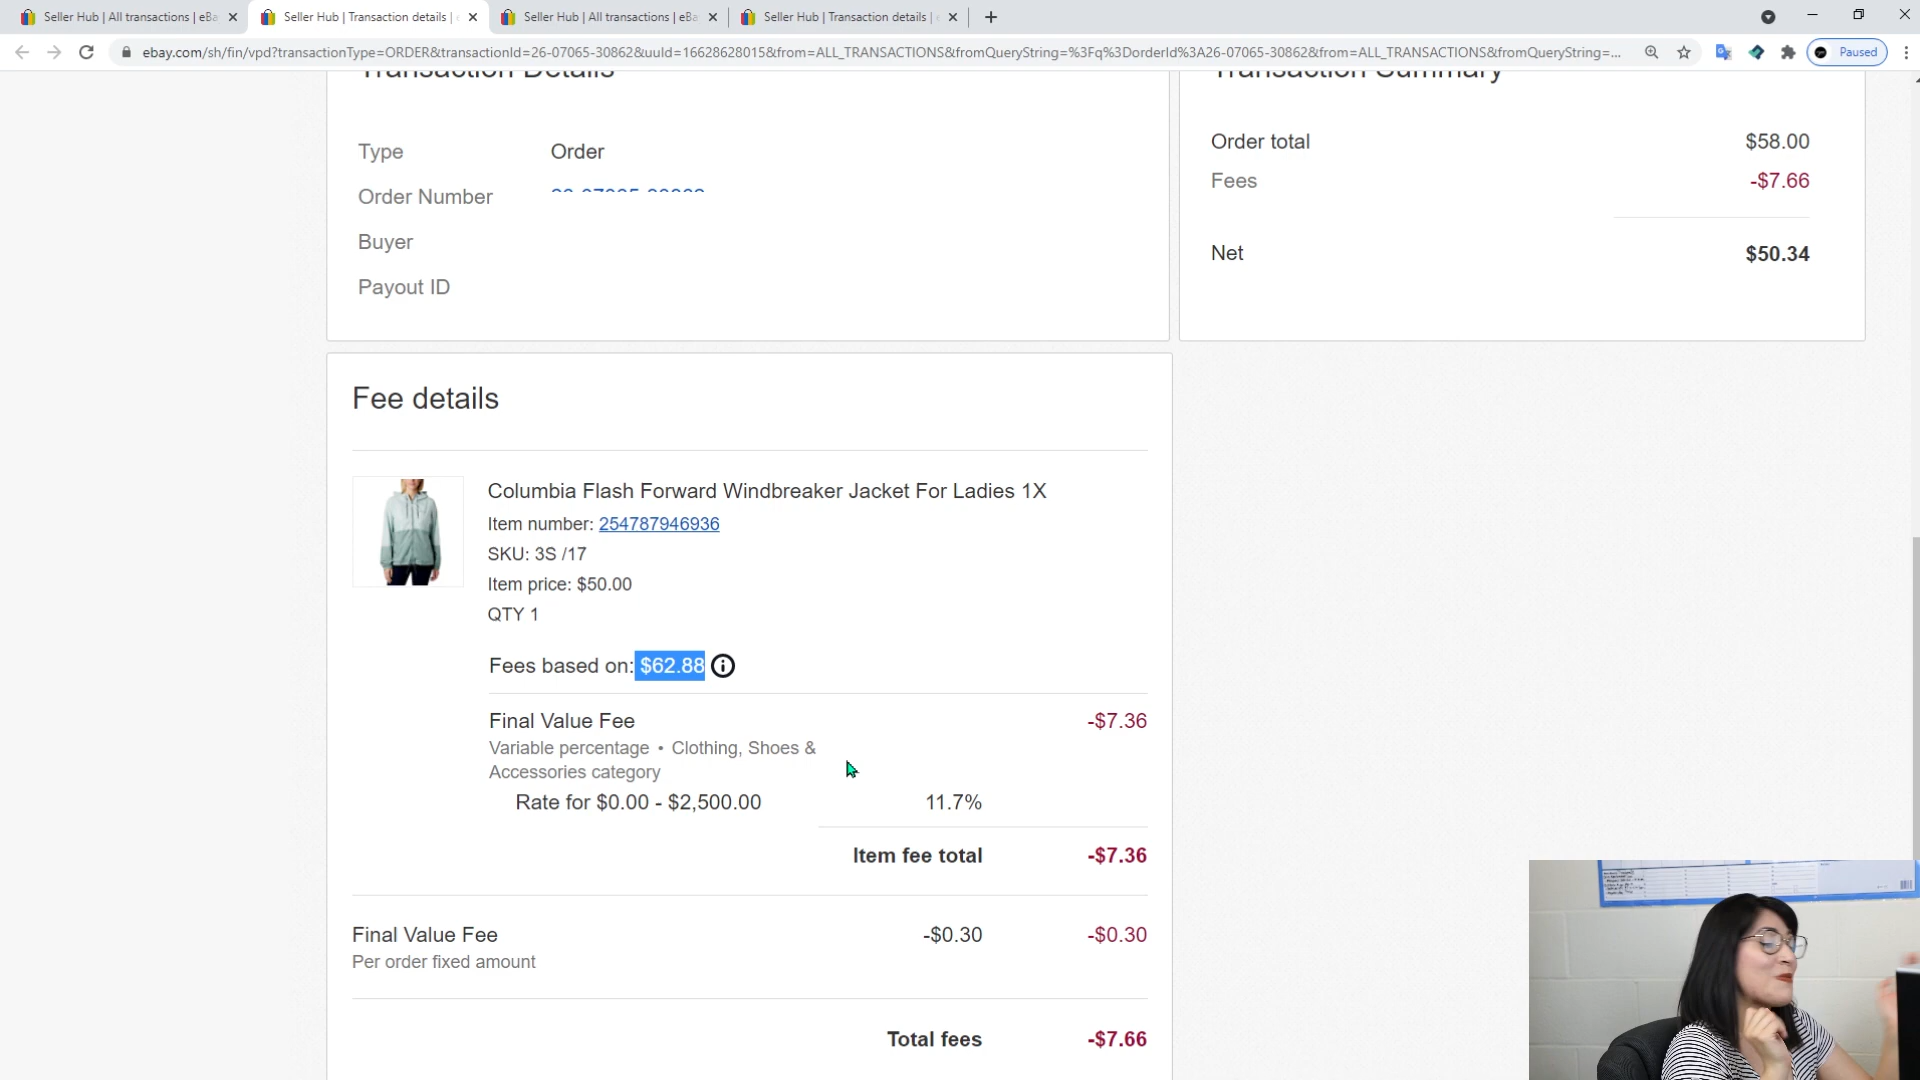 Seller Hub | All transactions | eBa
Seller Hub | Transaction details |
Seller Hub | All transactions | eBa
Seller Hub | Transaction details |
ebay.com/sh/fin/vpd?transactionType=ORDER&transactionId=26-07065-30862&uuId=16628628015&from=ALL_TRANSACTIONS&fromQueryString=%3Fq%3DorderId%3A26-07065-30862&from=ALL_TRANSACTIONS&fromQueryString=...
Paused
Transaction Details
Transaction Summary
Type Order
Order Number
Buyer
Payout ID
Order total $58.00
Fees -$7.66
Net $50.34
Fee details
Columbia Flash Forward Windbreaker Jacket For Ladies 1X
Item number: 254787946936
SKU: 3S /17
Item price: $50.00
QTY 1
Fees based on: $62.88
Final Value Fee -$7.36
Variable percentage • Clothing, Shoes &
Accessories category
Rate for $0.00 - $2,500.00 11.7%
Item fee total -$7.36
Final Value Fee -$0.30 -$0.30
Per order fixed amount
Total fees -$7.66